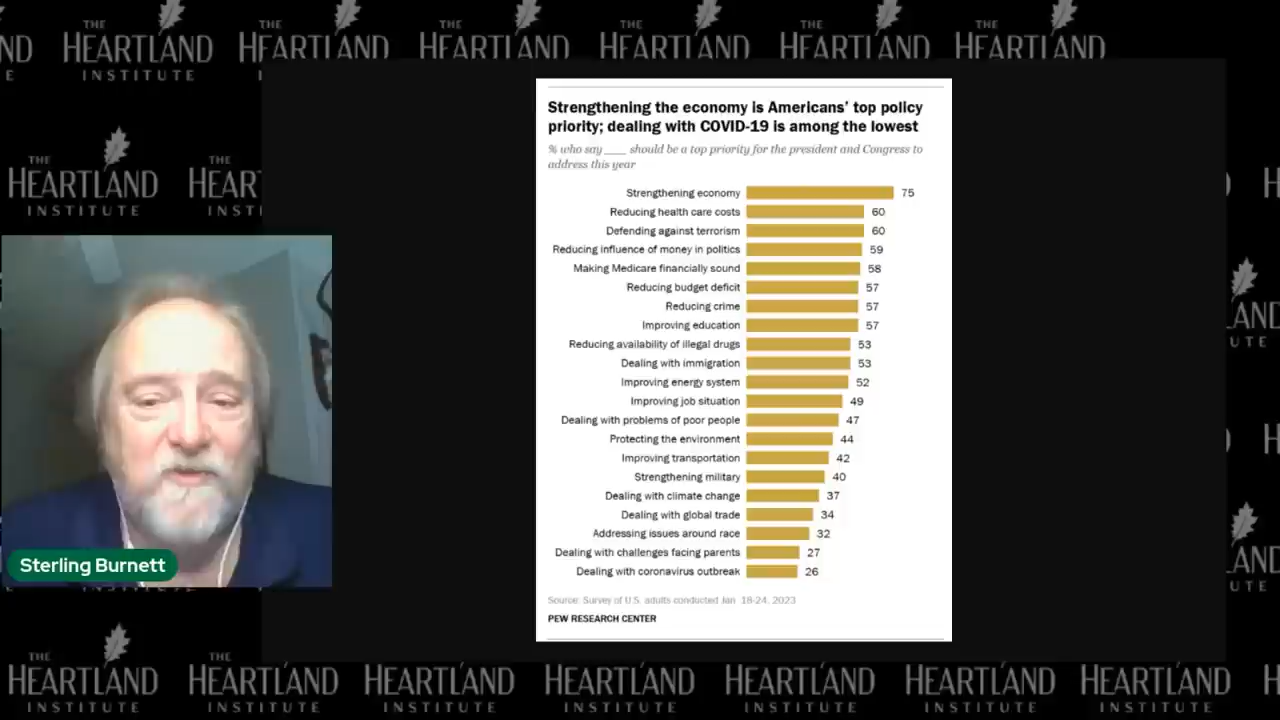 THE
HEARTLAND
INSTITUTE
Strengthening the economy is Americans' top policy
priority; dealing with COVID-19 is among the lowest
% who say ___ should be a top priority for the president and Congress to
address this year
Strengthening economy 75
Reducing health care costs 60
Defending against terrorism 60
Reducing influence of money in politics 59
Making Medicare financially sound 58
Reducing budget deficit 57
Reducing crime 57
Improving education 57
Reducing availability of illegal drugs 53
Dealing with immigration 53
Improving energy system 52
Improving job situation 49
Dealing with problems of poor people 47
Protecting the environment 44
Improving transportation 42
Strengthening military 40
Dealing with climate change 37
Dealing with global trade 34
Addressing issues around race 32
Dealing with challenges facing parents 27
Dealing with coronavirus outbreak 26
Source: Survey of U.S. adults conducted Jan. 18-24, 2023
PEW RESEARCH CENTER
Sterling Burnett